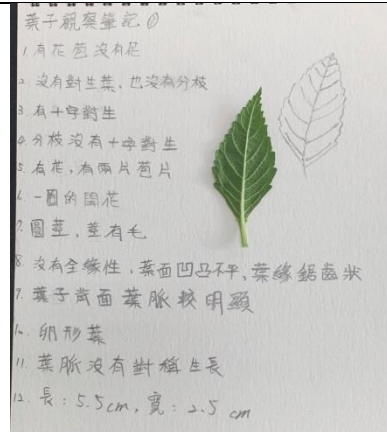 葉子觀察筆記①
1. 有花苞沒有花
2. 沒有對生葉,也沒有分枝
3. 有十字對生
4. 分枝沒有十字對生
5. 有花,有兩片苞片
6. 一圈的開花
7. 圓莖,莖有毛
8. 沒有全緣性,葉面凹凸不平,葉緣鋸齒狀
9. 葉子背面葉脈較明顯
10. 卵形葉
11. 葉脈沒有對稱生長
12. 長:5.5cm,寬:2.5 cm